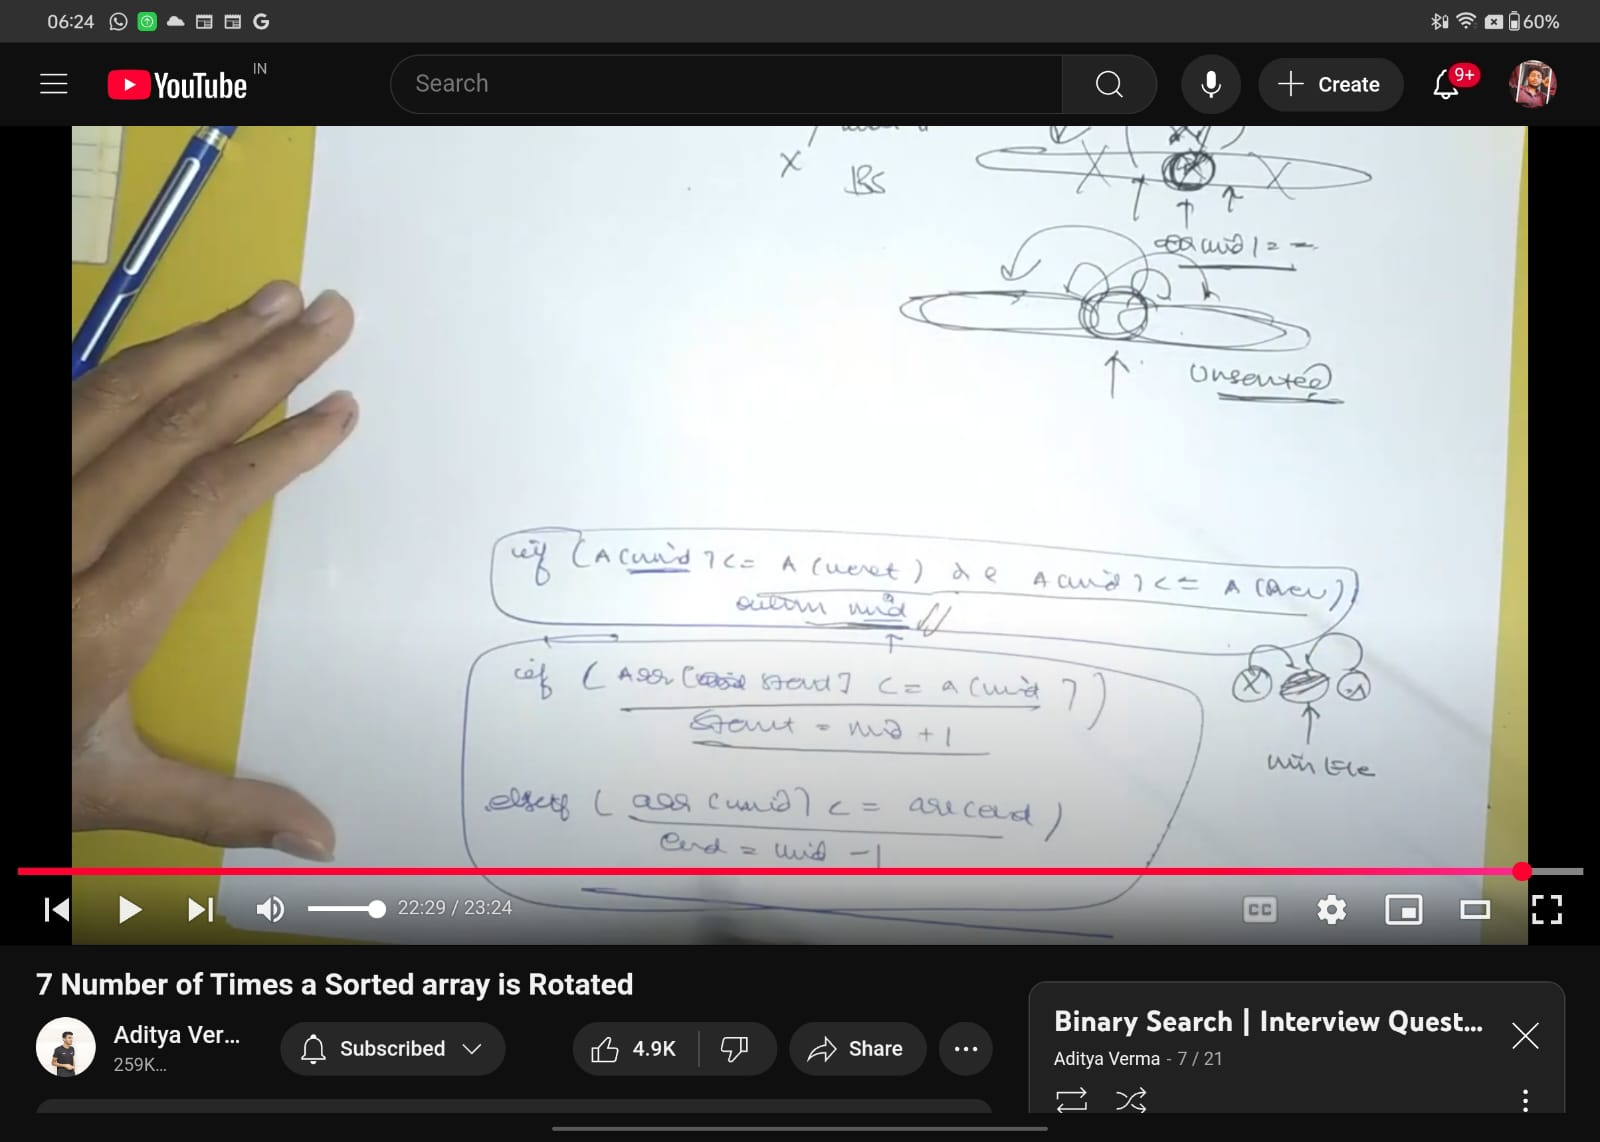 06:24
60%
YouTube IN
Search
Create
9+
X
BS
mid
Unsorted
if (A[mid] <= A(next) && A[mid] <= A(prev))
return mid
if (Arr[start] <= A[mid])
start = mid + 1
X
min Ele
elseif (arr[mid] <= arr[end)
end = mid - 1
22:29 / 23:24
CC
7 Number of Times a Sorted array is Rotated
Aditya Ver...
259K...
Subscribed
4.9K
Share
Binary Search | Interview Quest...
Aditya Verma - 7 / 21